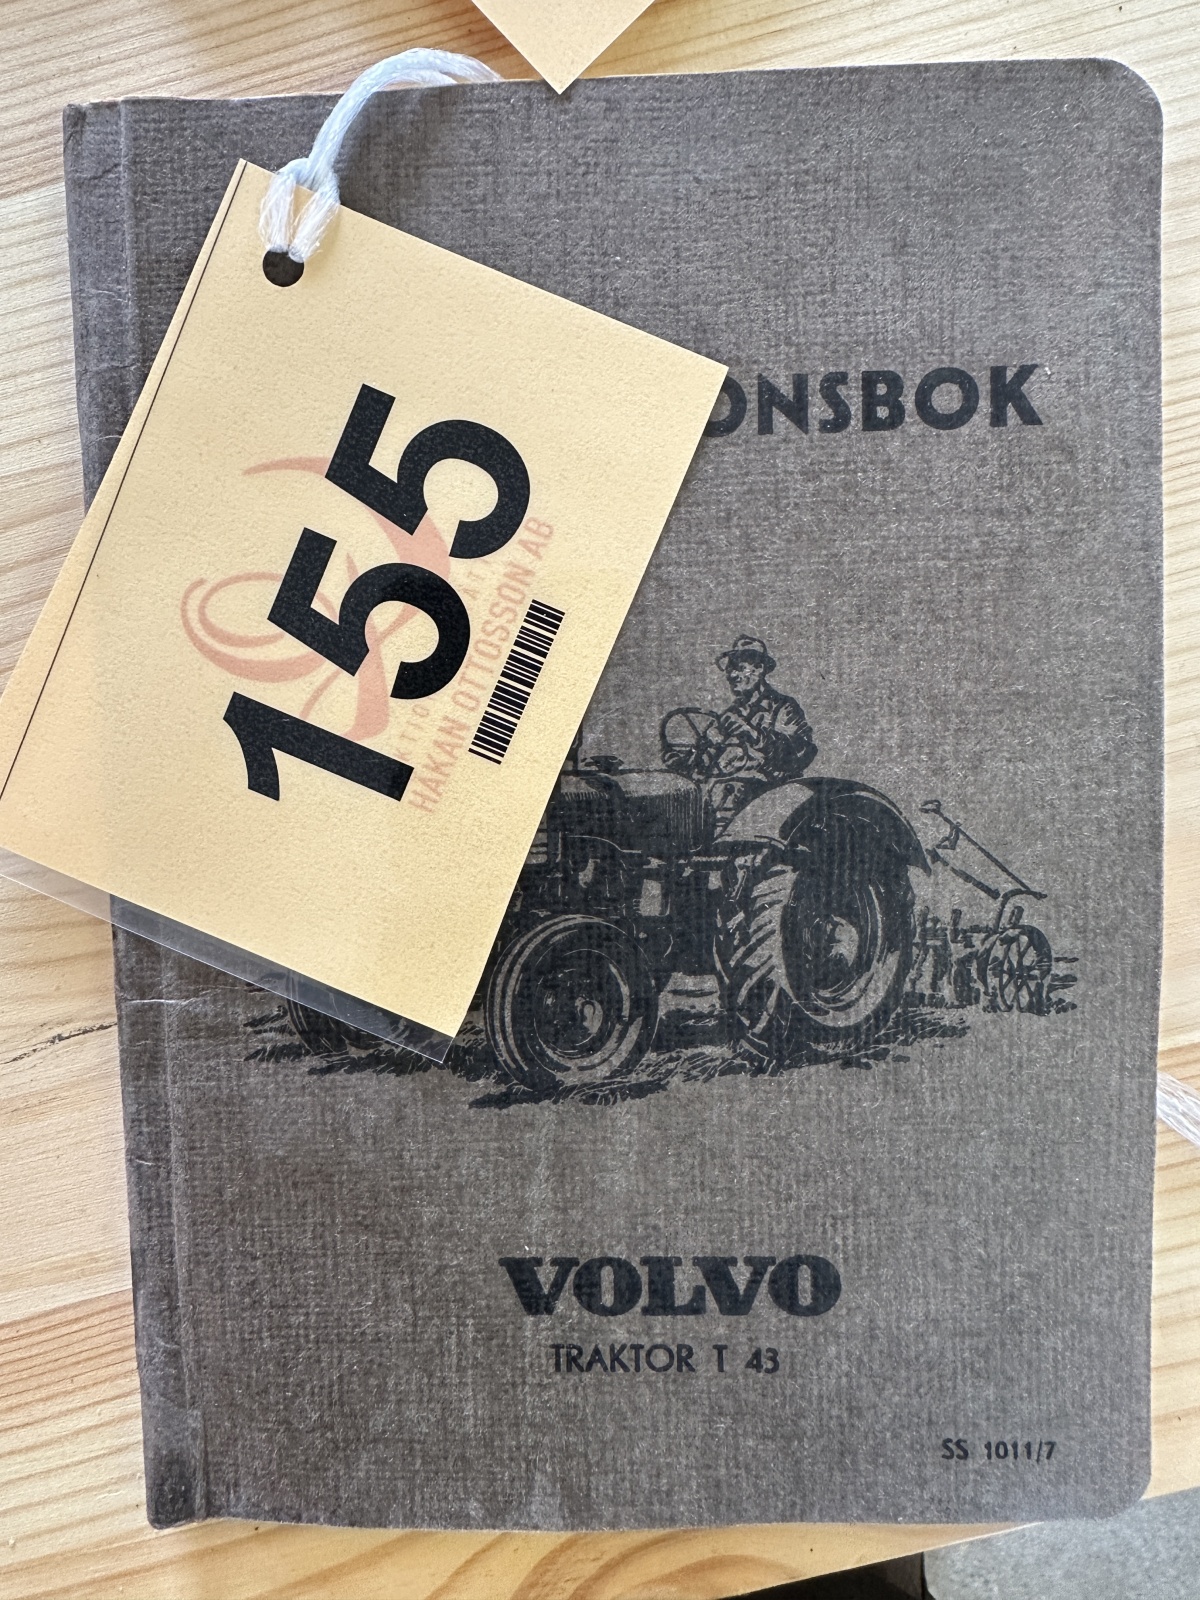 ONSBOK
155
HÅKAN OTTOSSON AB
VOLVO
TRAKTOR T 43
SS 1011/7